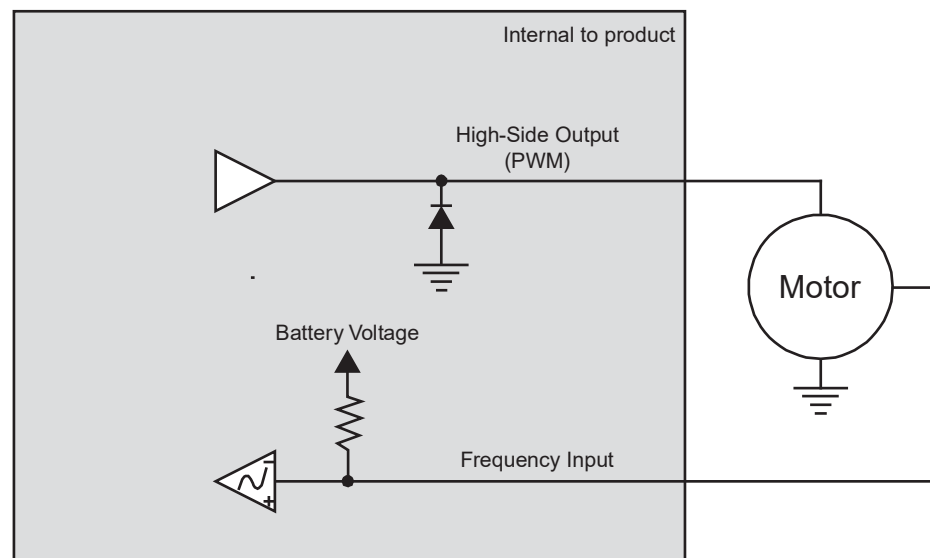 Internal to product
High-Side Output
(PWM)
Motor
Battery Voltage
Frequency Input